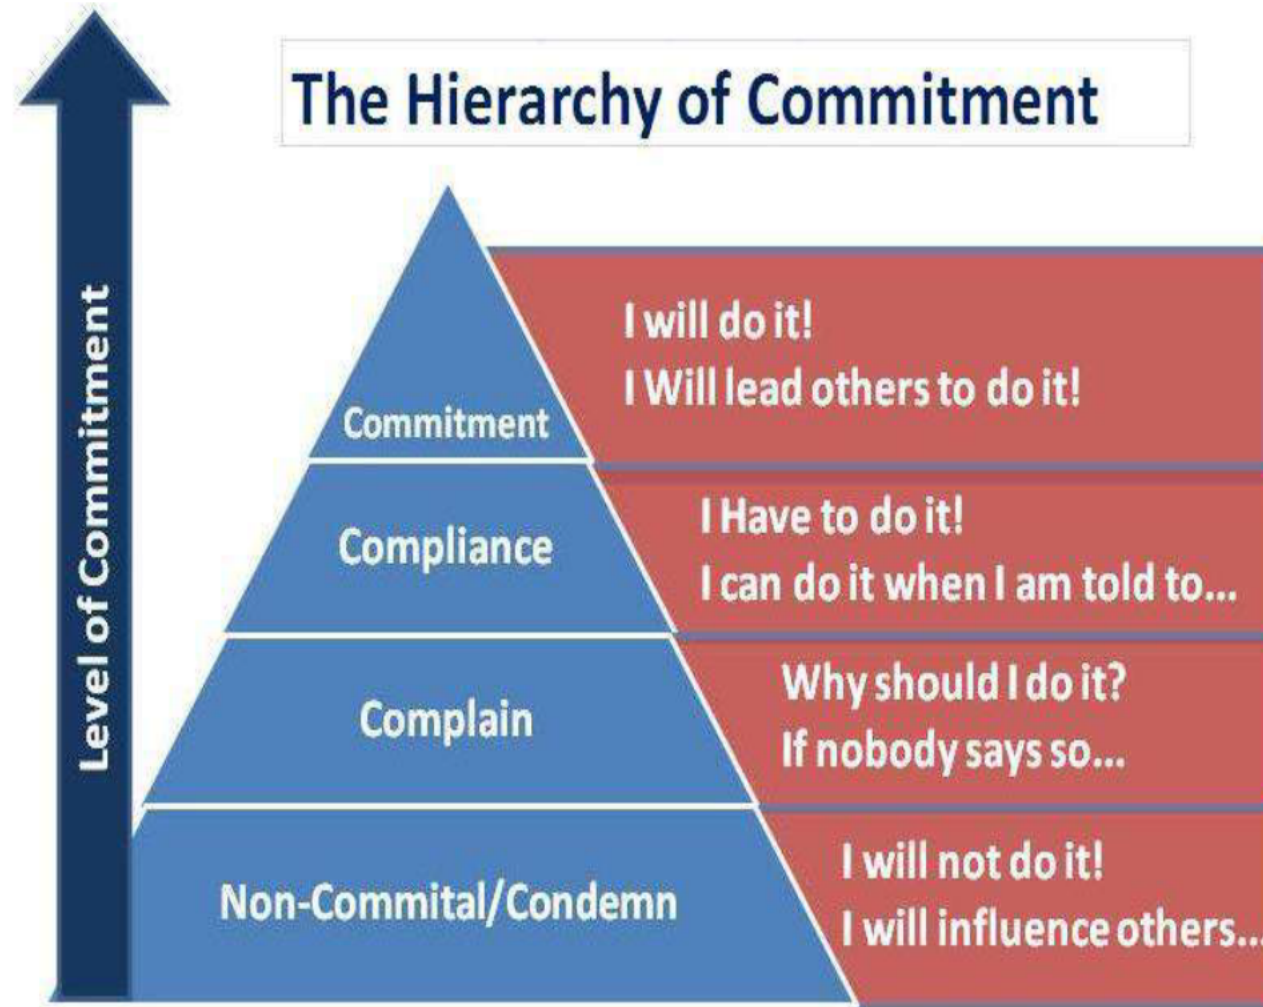 The Hierarchy of Commitment
Level of Commitment
Commitment
I will do it!
I Will lead others to do it!
Compliance
I Have to do it!
I can do it when I am told to...
Complain
Why should I do it?
If nobody says so...
Non-Commital/Condemn
I will not do it!
I will influence others...